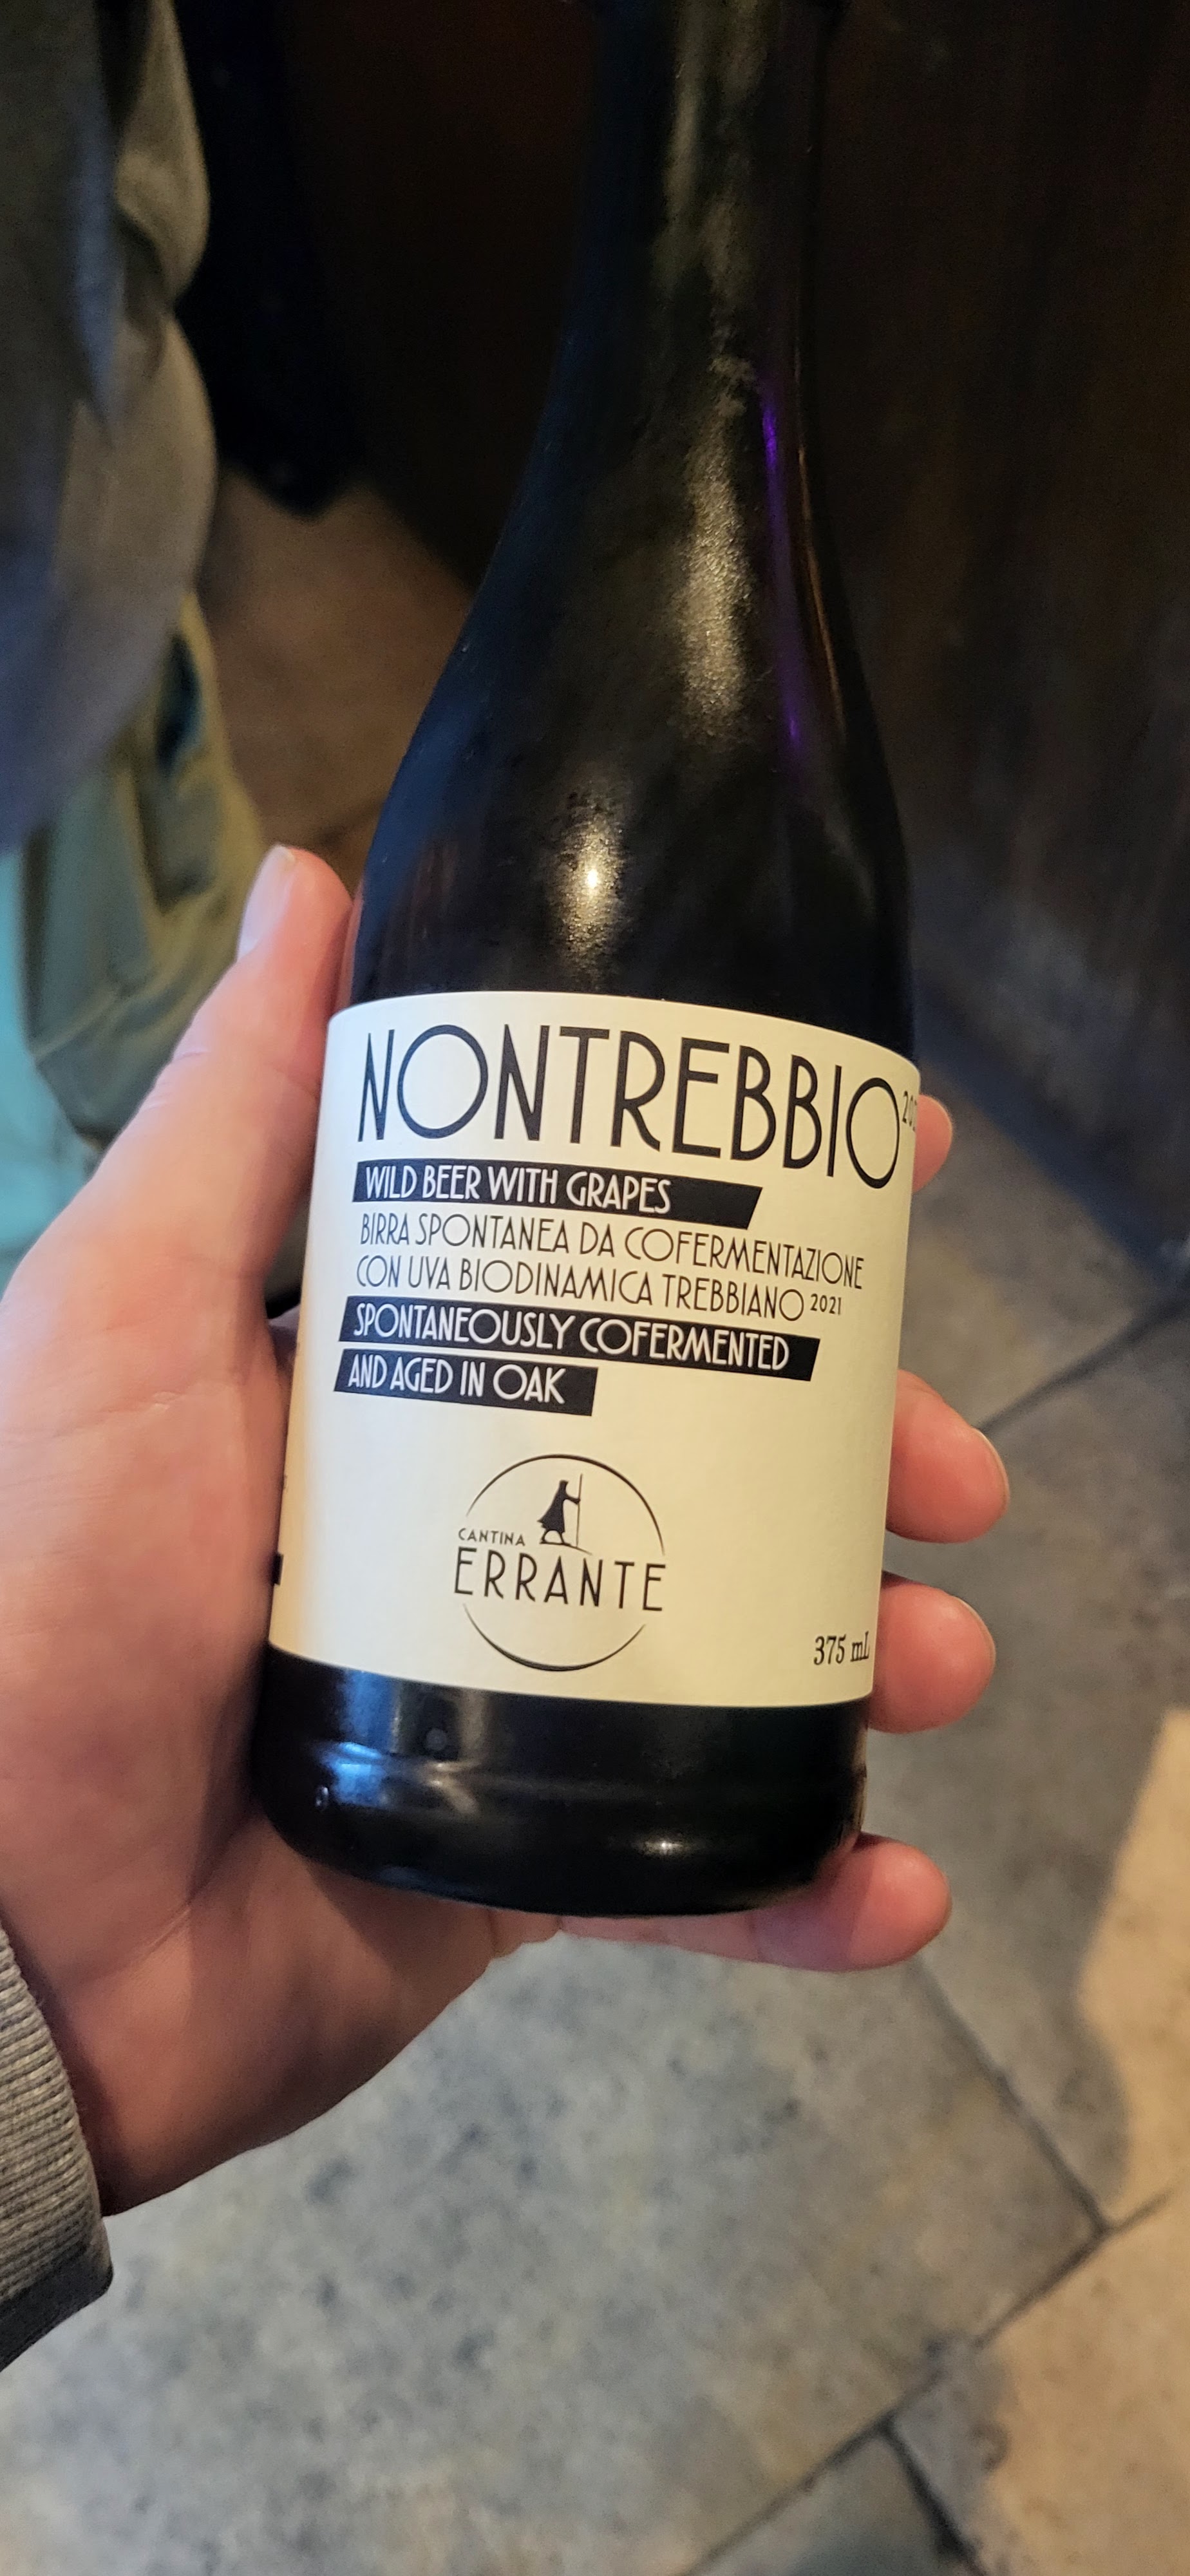 NONTREBBIO
WILD BEER WITH GRAPES
BIRRA SPONTANEA DA COFERMENTAZIONE
CON UVA BIODINAMICA TREBBIANO 2021
SPONTANEOUSLY COFERMENTED
AND AGED IN OAK
CANTINA
ERRANTE
375 mL